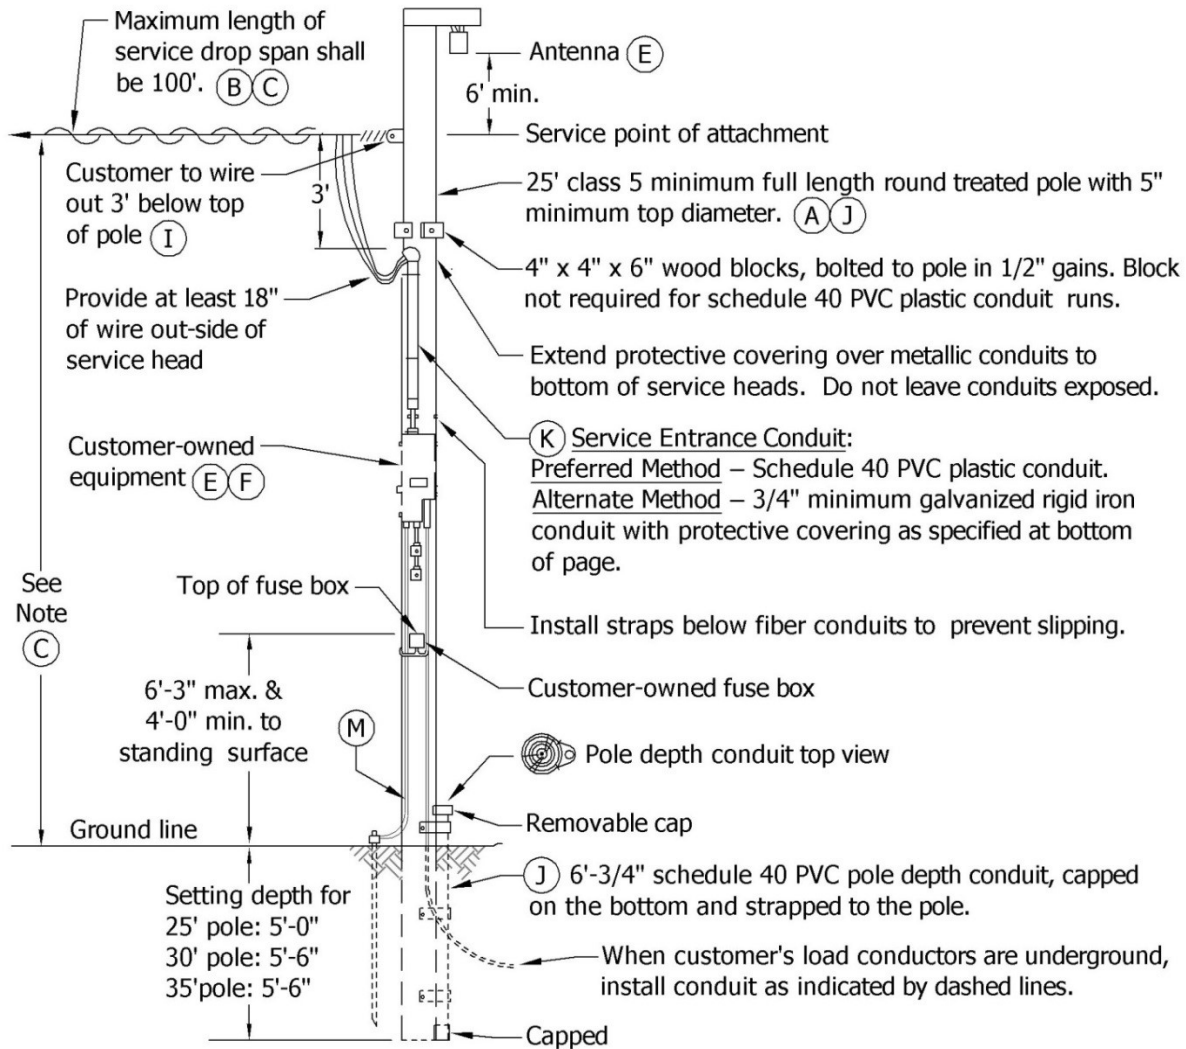 Maximum length of
service drop span shall
be 100'. B C
Antenna E
6' min.
Service point of attachment
Customer to wire
out 3' below top
of pole I
3'
25' class 5 minimum full length round treated pole with 5"
minimum top diameter. A J
4" x 4" x 6" wood blocks, bolted to pole in 1/2" gains. Block
not required for schedule 40 PVC plastic conduit runs.
Provide at least 18"
of wire out-side of
service head
Extend protective covering over metallic conduits to
bottom of service heads. Do not leave conduits exposed.
Customer-owned
equipment E F
K Service Entrance Conduit:
Preferred Method – Schedule 40 PVC plastic conduit.
Alternate Method – 3/4" minimum galvanized rigid iron
conduit with protective covering as specified at bottom
of page.
See
Note
C
Top of fuse box
Install straps below fiber conduits to prevent slipping.
6'-3" max. &
4'-0" min. to
standing surface
Customer-owned fuse box
M
Pole depth conduit top view
Removable cap
Ground line
J 6'-3/4" schedule 40 PVC pole depth conduit, capped
on the bottom and strapped to the pole.
Setting depth for
25' pole: 5'-0"
30' pole: 5'-6"
35'pole: 5'-6"
When customer's load conductors are underground,
install conduit as indicated by dashed lines.
Capped